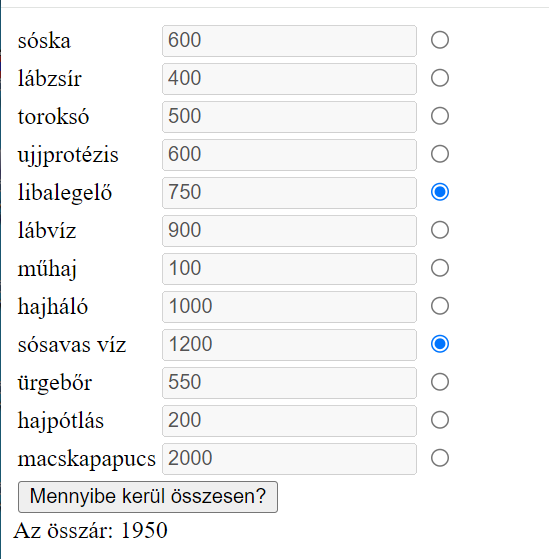 sóska 600
lábzsír 400
toroksó 500
ujjprotézis 600
libalegelő 750
lábvíz 900
műhaj 100
hajháló 1000
sósavas víz 1200
ürgebőr 550
hajpótlás 200
macskapapucs 2000
Mennyibe kerül összesen?
Az összár: 1950